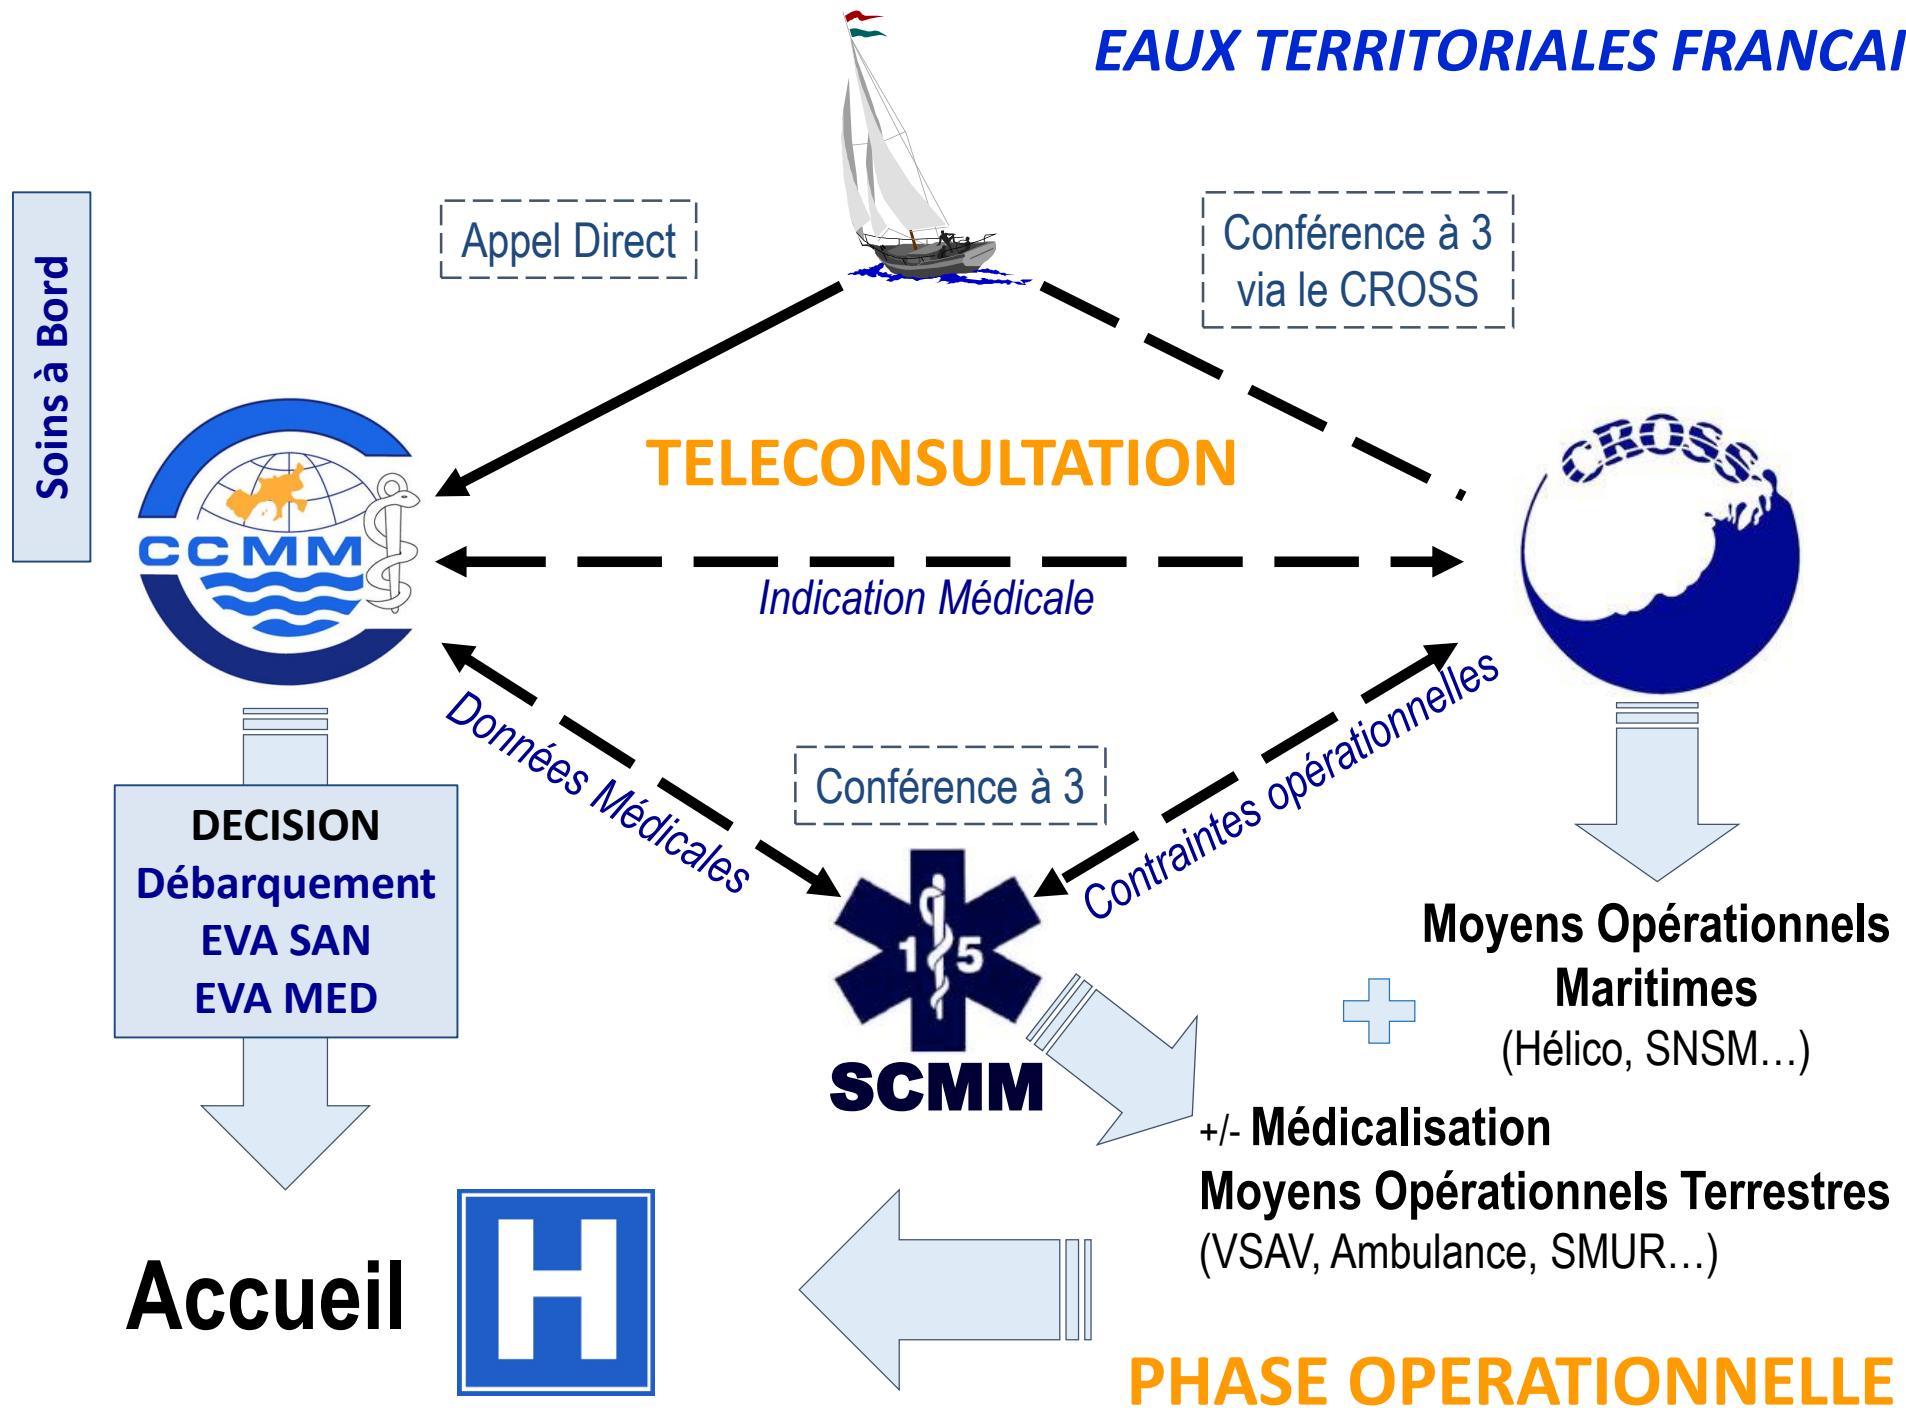 EAUX TERRITORIALES FRANCAI
Appel Direct
Conférence à 3
via le CROSS
Soins à Bord
TELECONSULTATION
CROSS
CCMM
Indication Médicale
Données Médicales
Contraintes opérationnelles
Conférence à 3
DECISION
Débarquement
EVA SAN
EVA MED
15
SCMM
Moyens Opérationnels
Maritimes
(Hélico, SNSM…)
+/- Médicalisation
Moyens Opérationnels Terrestres
(VSAV, Ambulance, SMUR…)
Accueil
H
PHASE OPERATIONNELLE